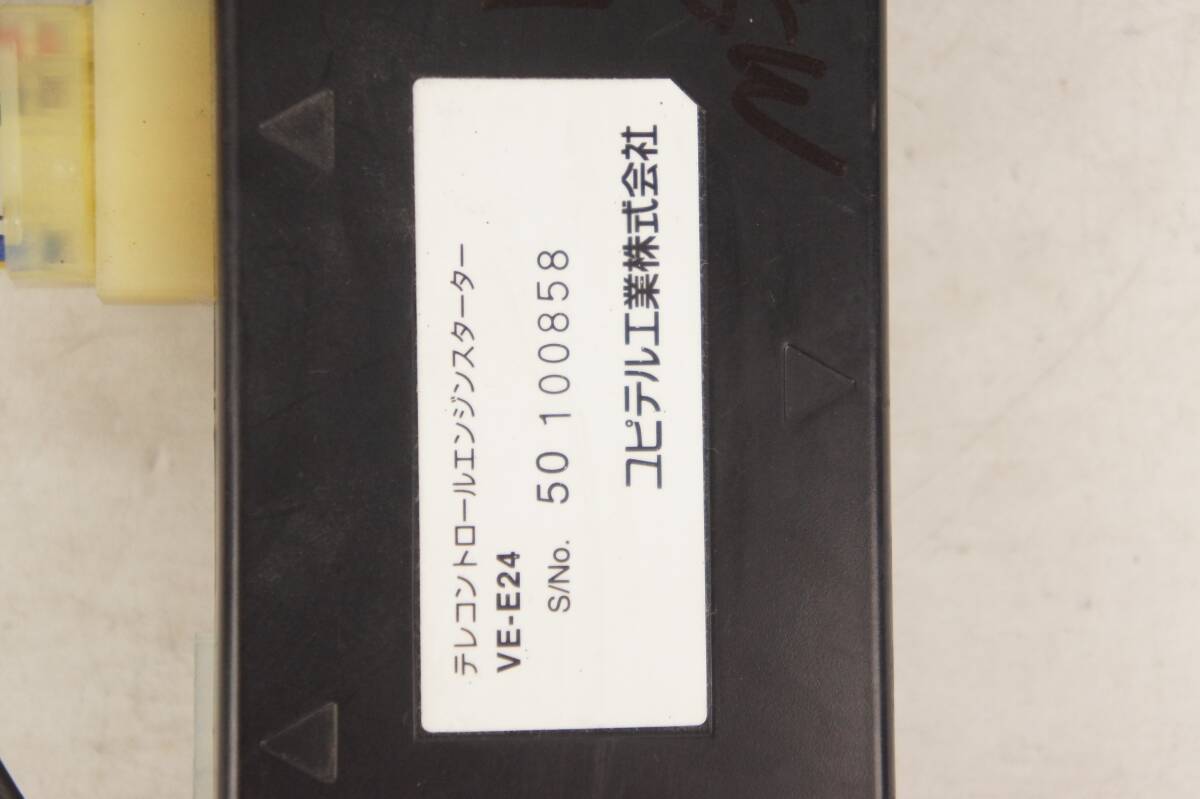 テレコントロールエンジンスターター
VE-E24
S/No. 50 100858
ユピテル工業株式会社